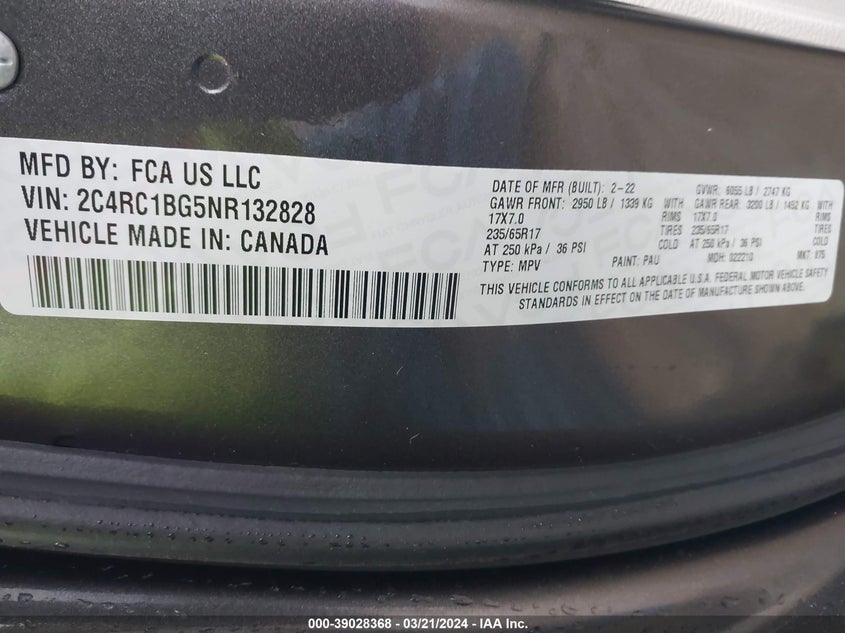 MFD BY: FCA US LLC
VIN: 2C4RC1BG5NR132828
VEHICLE MADE IN: CANADA
DATE OF MFR (BUILT): 2-22 GVWR: 6055 LB / 2747 KG
GAWR FRONT: 2950 LB / 1339 KG WITH GAWR REAR: 3200 LB / 1452 KG WITH
17X7.0 RIMS 17X7.0 RIMS
235/65R17 TIRES 235/65R17 TIRES
AT 250 kPa / 36 PSI COLD AT 250 kPa / 36 PSI COLD
TYPE: MPV PAINT: PAU MDH: 022210 MKT:
THIS VEHICLE CONFORMS TO ALL APPLICABLE U.S.A. FEDERAL MOTOR VEHICLE SAFETY
STANDARDS IN EFFECT ON THE DATE OF MANUFACTURE SHOWN ABOVE.
000-39028368 - 03/21/2024 - IAA Inc.